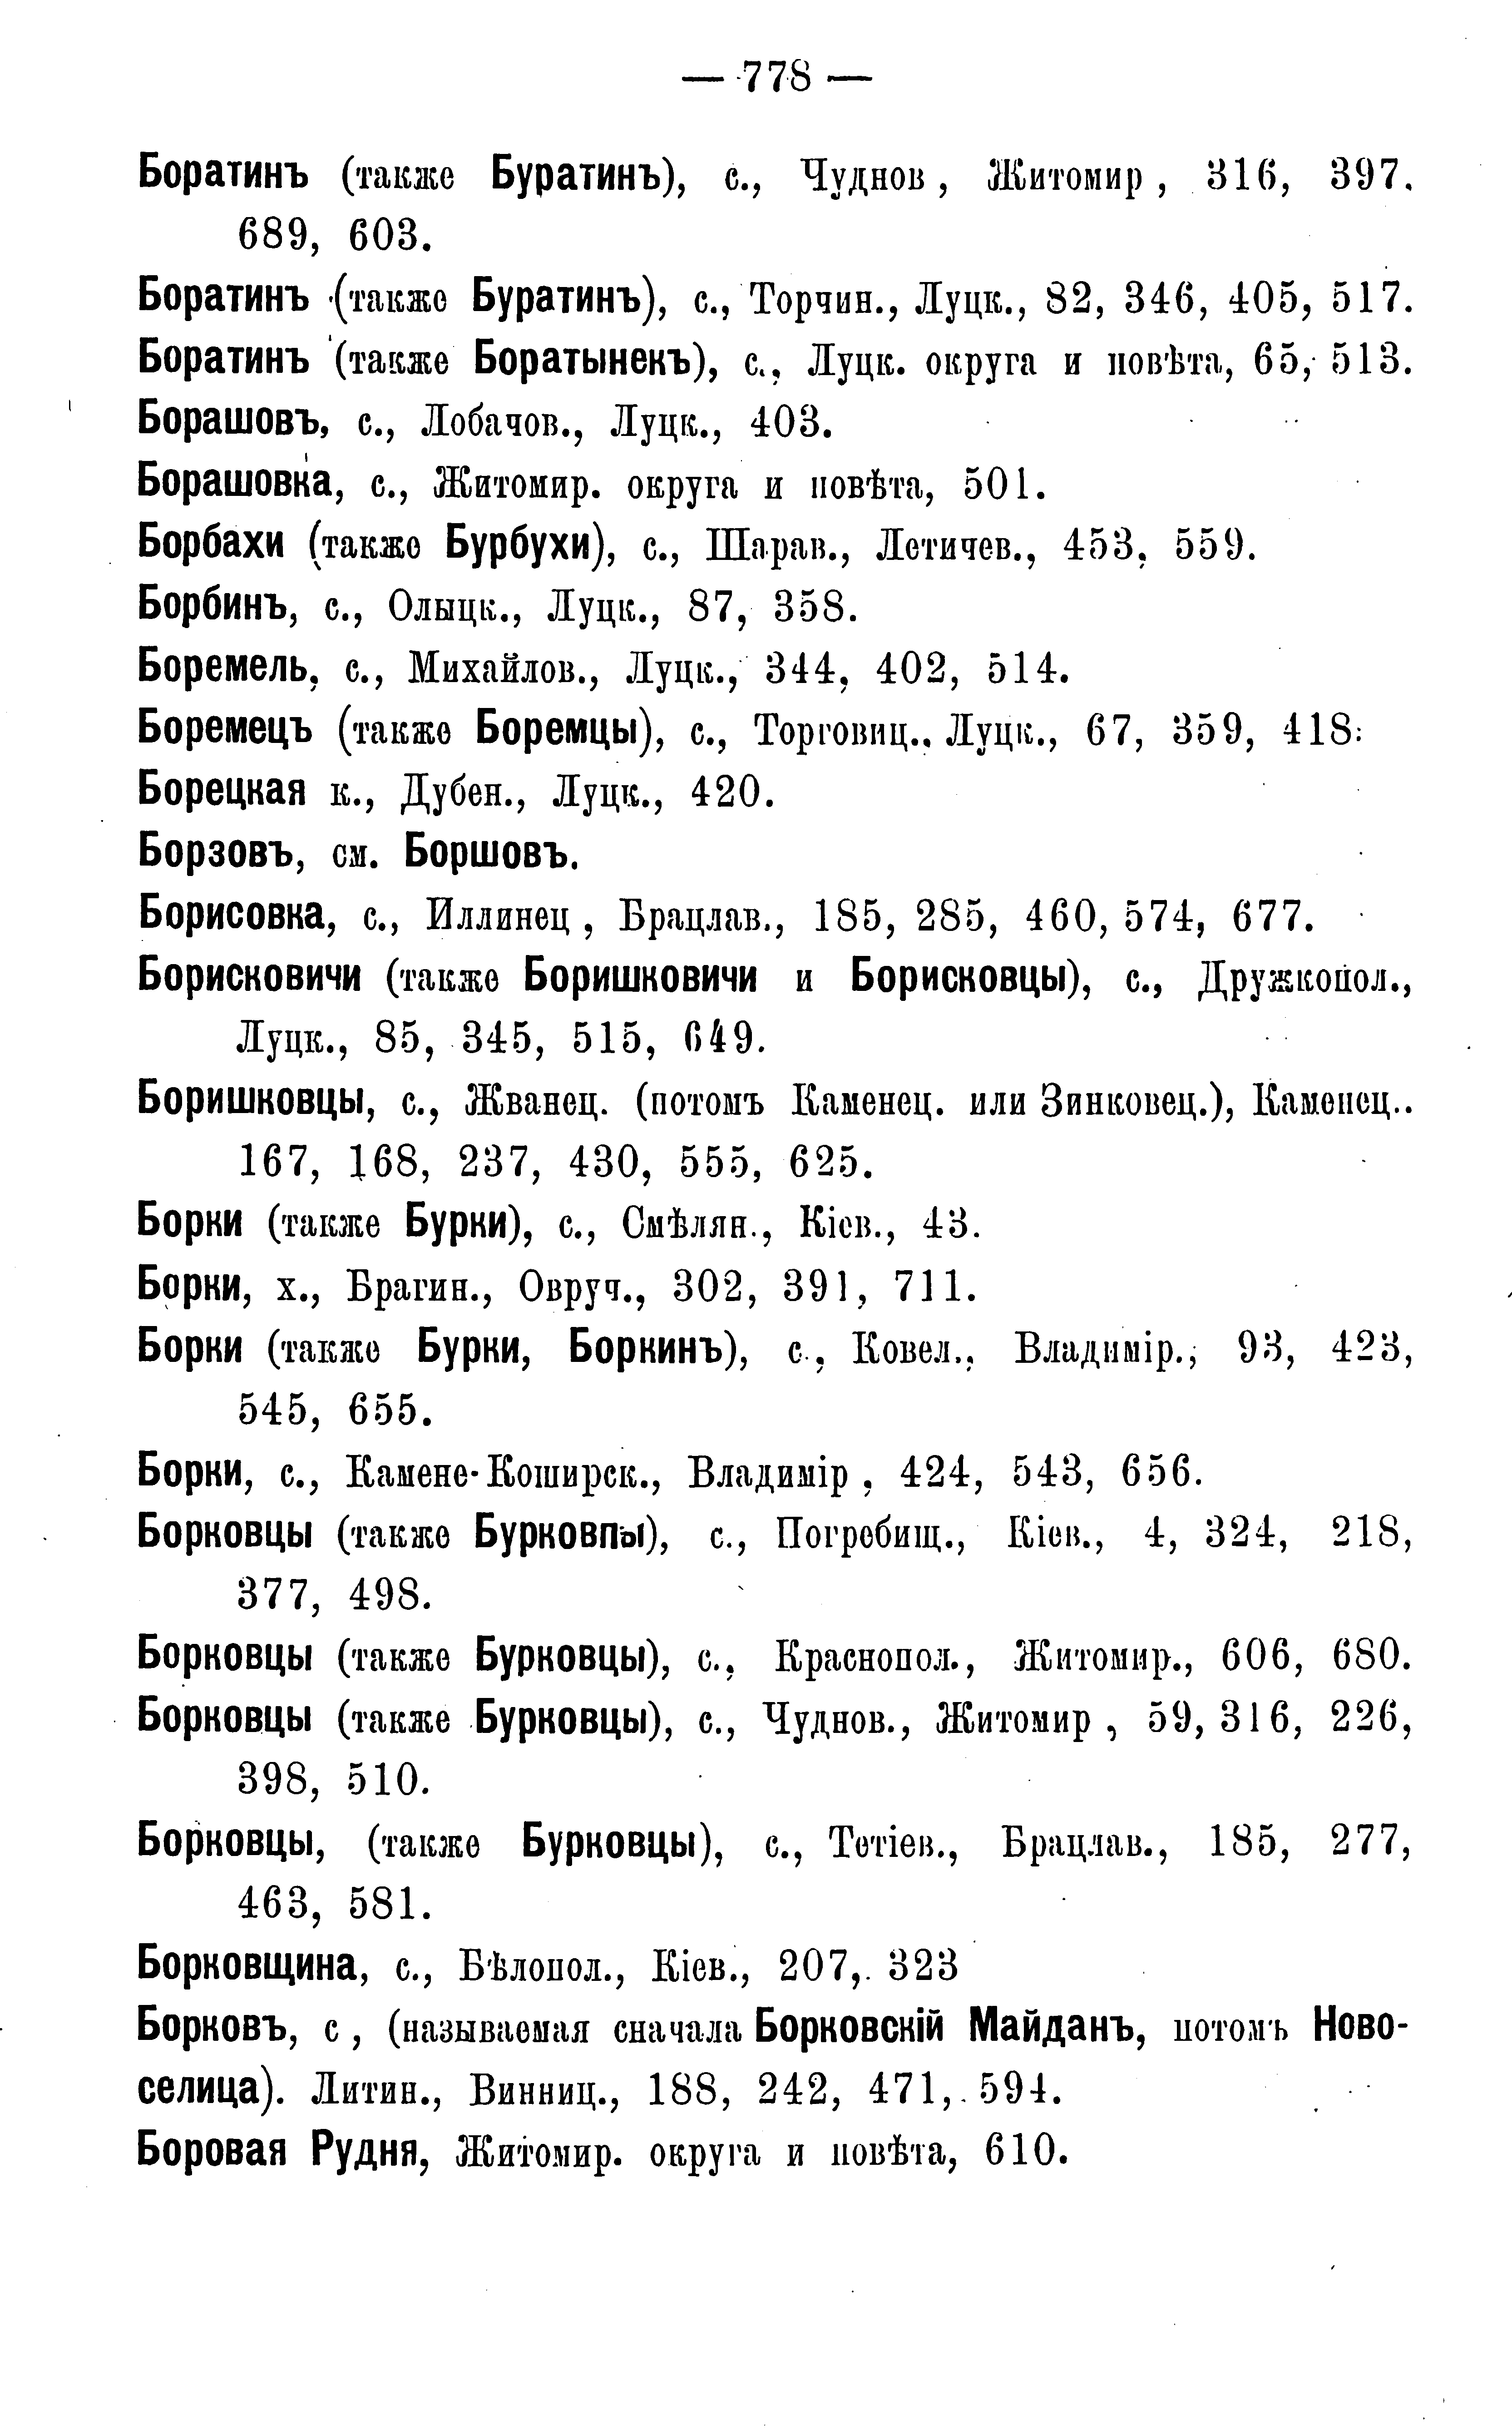 — 778 —
Боратинъ (также Буратинъ), с., Чуднов , Житомир , 316, 397.
689, 603.
Боратинъ (также Буратинъ), с., Торчин., Луцк., 82, 346, 405, 517.
Боратинъ (также Боратынекъ), с., Луцк. округа и повѣта, 65, 513.
Борашовъ, с., Лобачов., Луцк., 403.
Борашовка, с., Житомир. округа и повѣта, 501.
Борбахи (также Бурбухи), с., Шарав., Летичев., 453, 559.
Борбинъ, с., Олыцк., Луцк., 87, 358.
Боремель, с., Михайлов., Луцк., 344, 402, 514.
Боремецъ (также Боремцы), с., Торговиц., Луцк., 67, 359, 418.
Борецкая к., Дубен., Луцк., 420.
Борзовъ, см. Боршовъ.
Борисовка, с., Иллинец , Брацлав., 185, 285, 460, 574, 677.
Борисковичи (также Боришковичи и Борисковцы), с., Дружкопол.,
Луцк., 85, 345, 515, 649.
Боришковцы, с., Жванец. (потомъ Каменец. или Зинковец.), Каменец..
167, 168, 237, 430, 555, 625.
Борки (также Бурки), с., Смѣлян., Кіев., 43.
Борки, х., Брагин., Овруч., 302, 391, 711.
Борки (также Бурки, Боркинъ), с., Ковел., Владимір., 93, 423,
545, 655.
Борки, с., Камене-Коширск., Владимір , 424, 543, 656.
Борковцы (также Бурковпы), с., Погребищ., Кіев., 4, 324, 218,
377, 498.
Борковцы (также Бурковцы), с., Краснопол., Житомир., 606, 680.
Борковцы (также Бурковцы), с., Чуднов., Житомир , 59, 316, 226,
398, 510.
Борковцы, (также Бурковцы), с., Тетіев., Брацлав., 185, 277,
463, 581.
Борковщина, с., Бѣлопол., Кіев., 207, 323
Борковъ, с , (называемая сначала Борковскій Майданъ, потомъ Ново-
селица). Литин., Винниц., 188, 242, 471, 594.
Боровая Рудня, Житомир. округа и повѣта, 610.